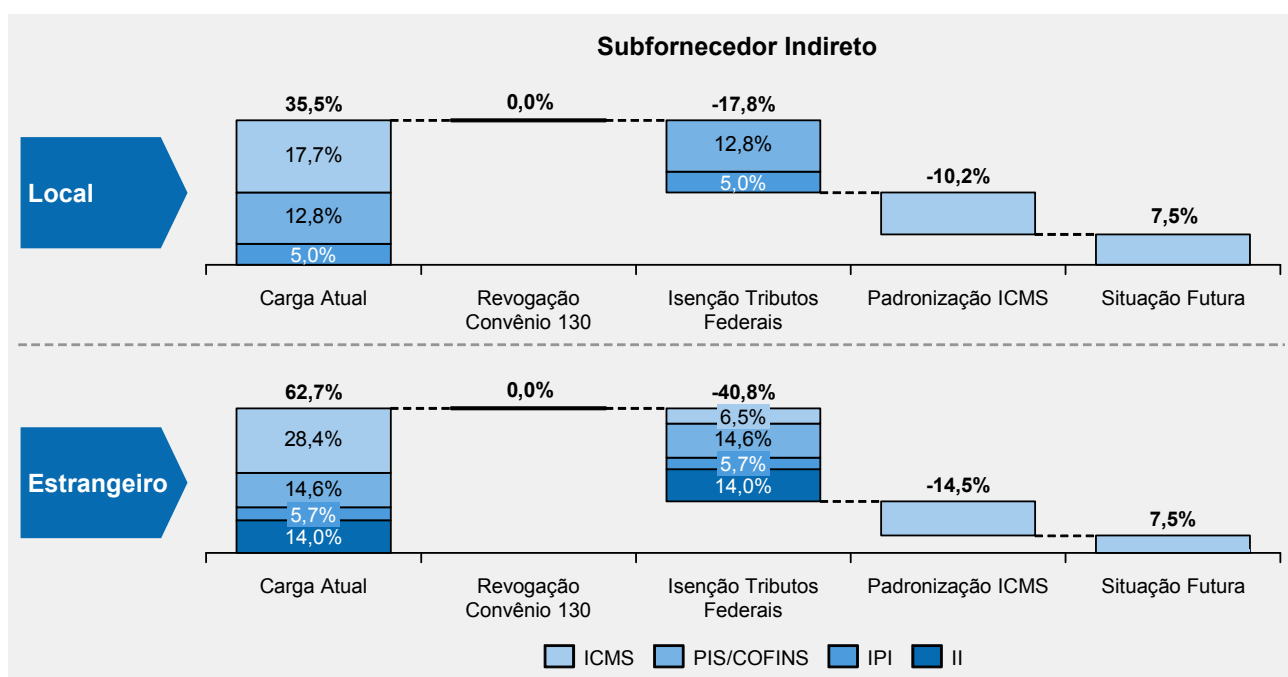 Subfornecedor Indireto
Local
35,5%
0,0%
-17,8%
-10,2%
7,5%
17,7%
12,8%
5,0%
12,8%
5,0%
Carga Atual
Revogação
Convênio 130
Isenção Tributos
Federais
Padronização ICMS
Situação Futura
Estrangeiro
62,7%
0,0%
-40,8%
-14,5%
7,5%
28,4%
14,6%
5,7%
14,0%
6,5%
14,6%
5,7%
14,0%
Carga Atual
Revogação
Convênio 130
Isenção Tributos
Federais
Padronização ICMS
Situação Futura
ICMS
PIS/COFINS
IPI
II